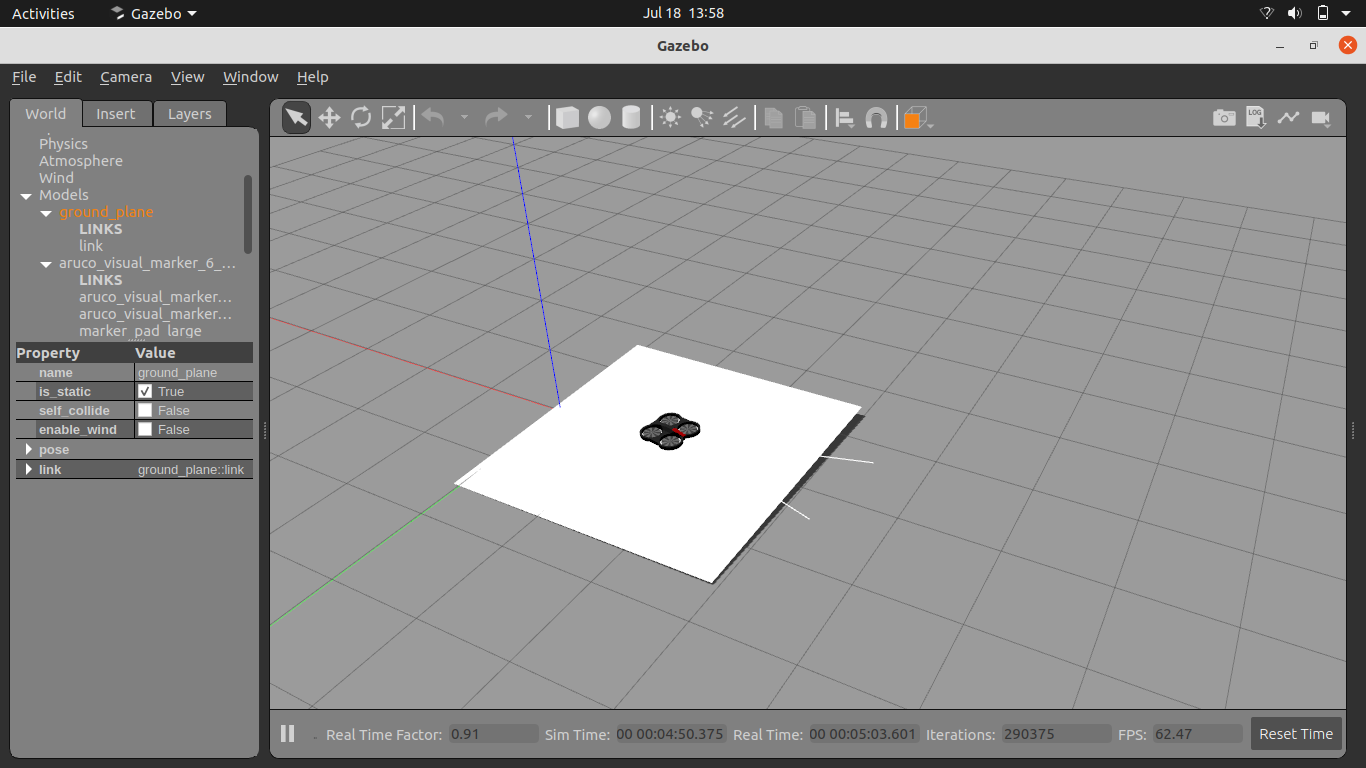 Activities Gazebo Jul 18 13:58
Gazebo
File Edit Camera View Window Help
World Insert Layers
LOG
Physics
Atmosphere
Wind
Models
ground_plane
LINKS
link
aruco_visual_marker_6_...
LINKS
aruco_visual_marker...
aruco_visual_marker...
marker_pad_large
Property Value
name ground_plane
is_static True
self_collide False
enable_wind False
pose
link ground_plane::link
Real Time Factor: 0.91 Sim Time: 00 00:04:50.375 Real Time: 00 00:05:03.601 Iterations: 290375 FPS: 62.47 Reset Time